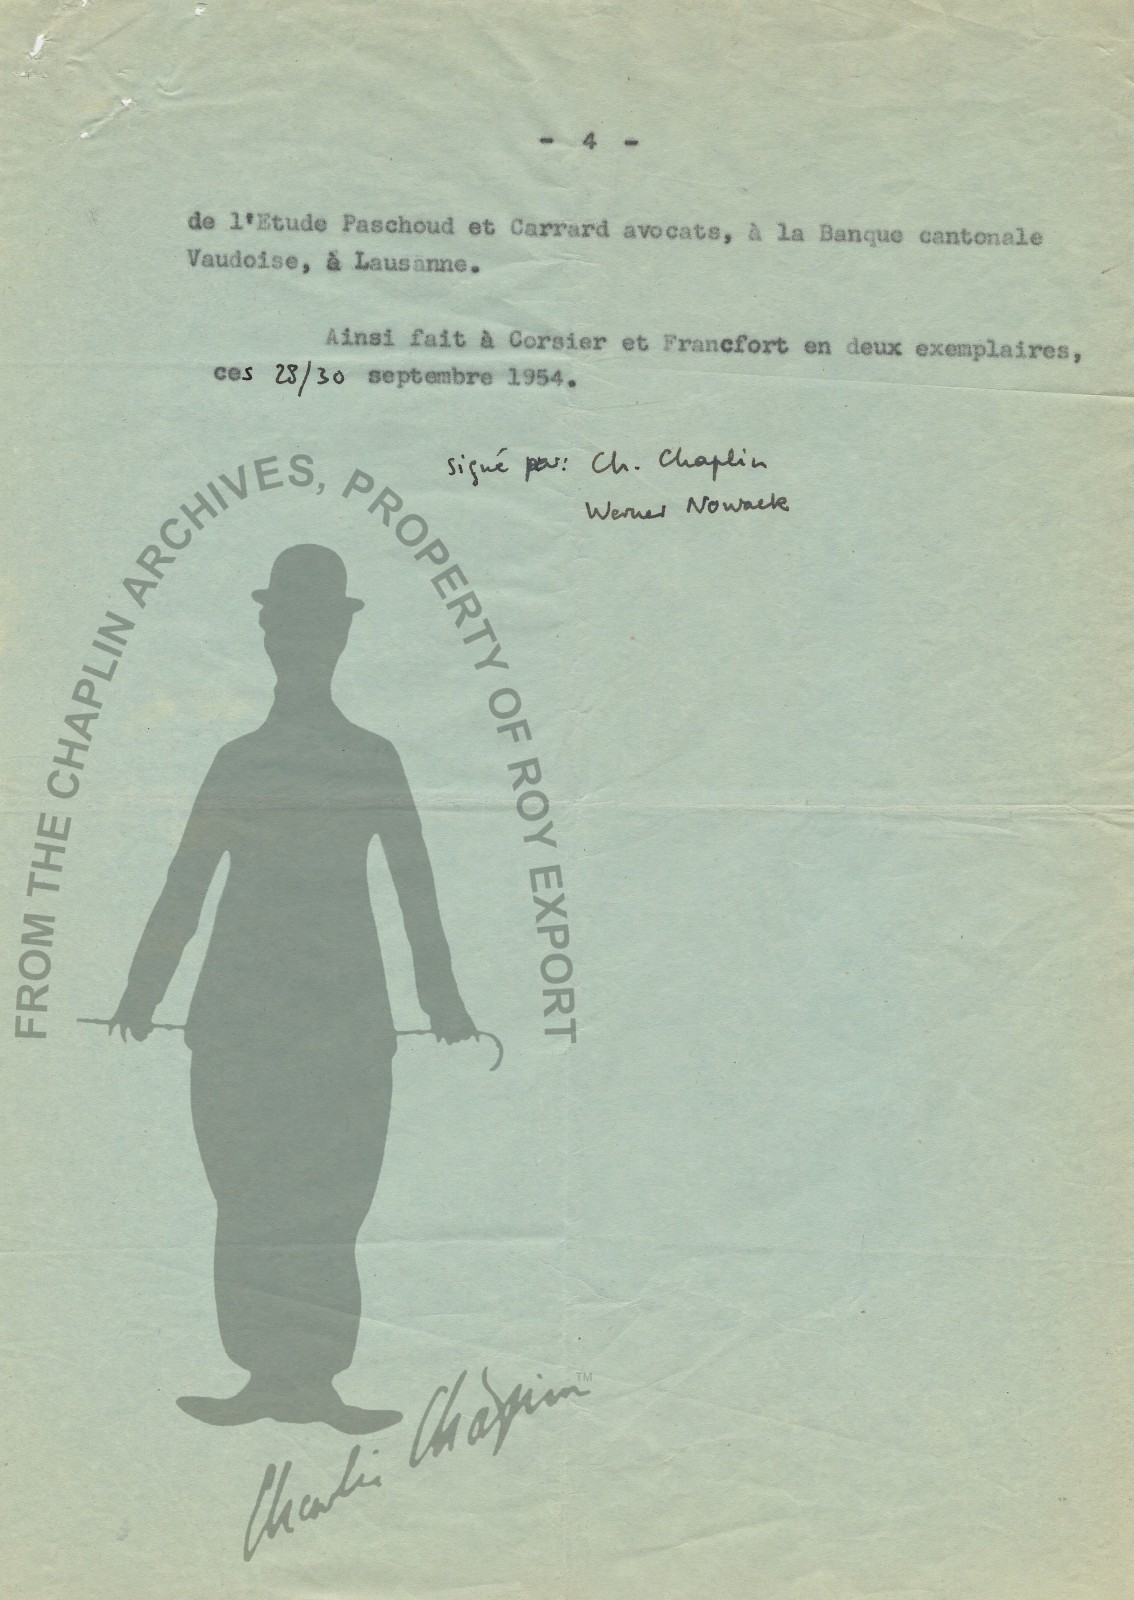 - 4 -
de l'Etude Paschoud et Carrard avocats, à la Banque cantonale
Vaudoise, à Lausanne.
Ainsi fait à Corsier et Francfort en deux exemplaires,
ces 28/30 septembre 1954.
signé par: Ch. Chaplin
Werner Nowack
FROM THE CHAPLIN ARCHIVES, PROPERTY OF ROY EXPORT
Charlie Chaplin TM